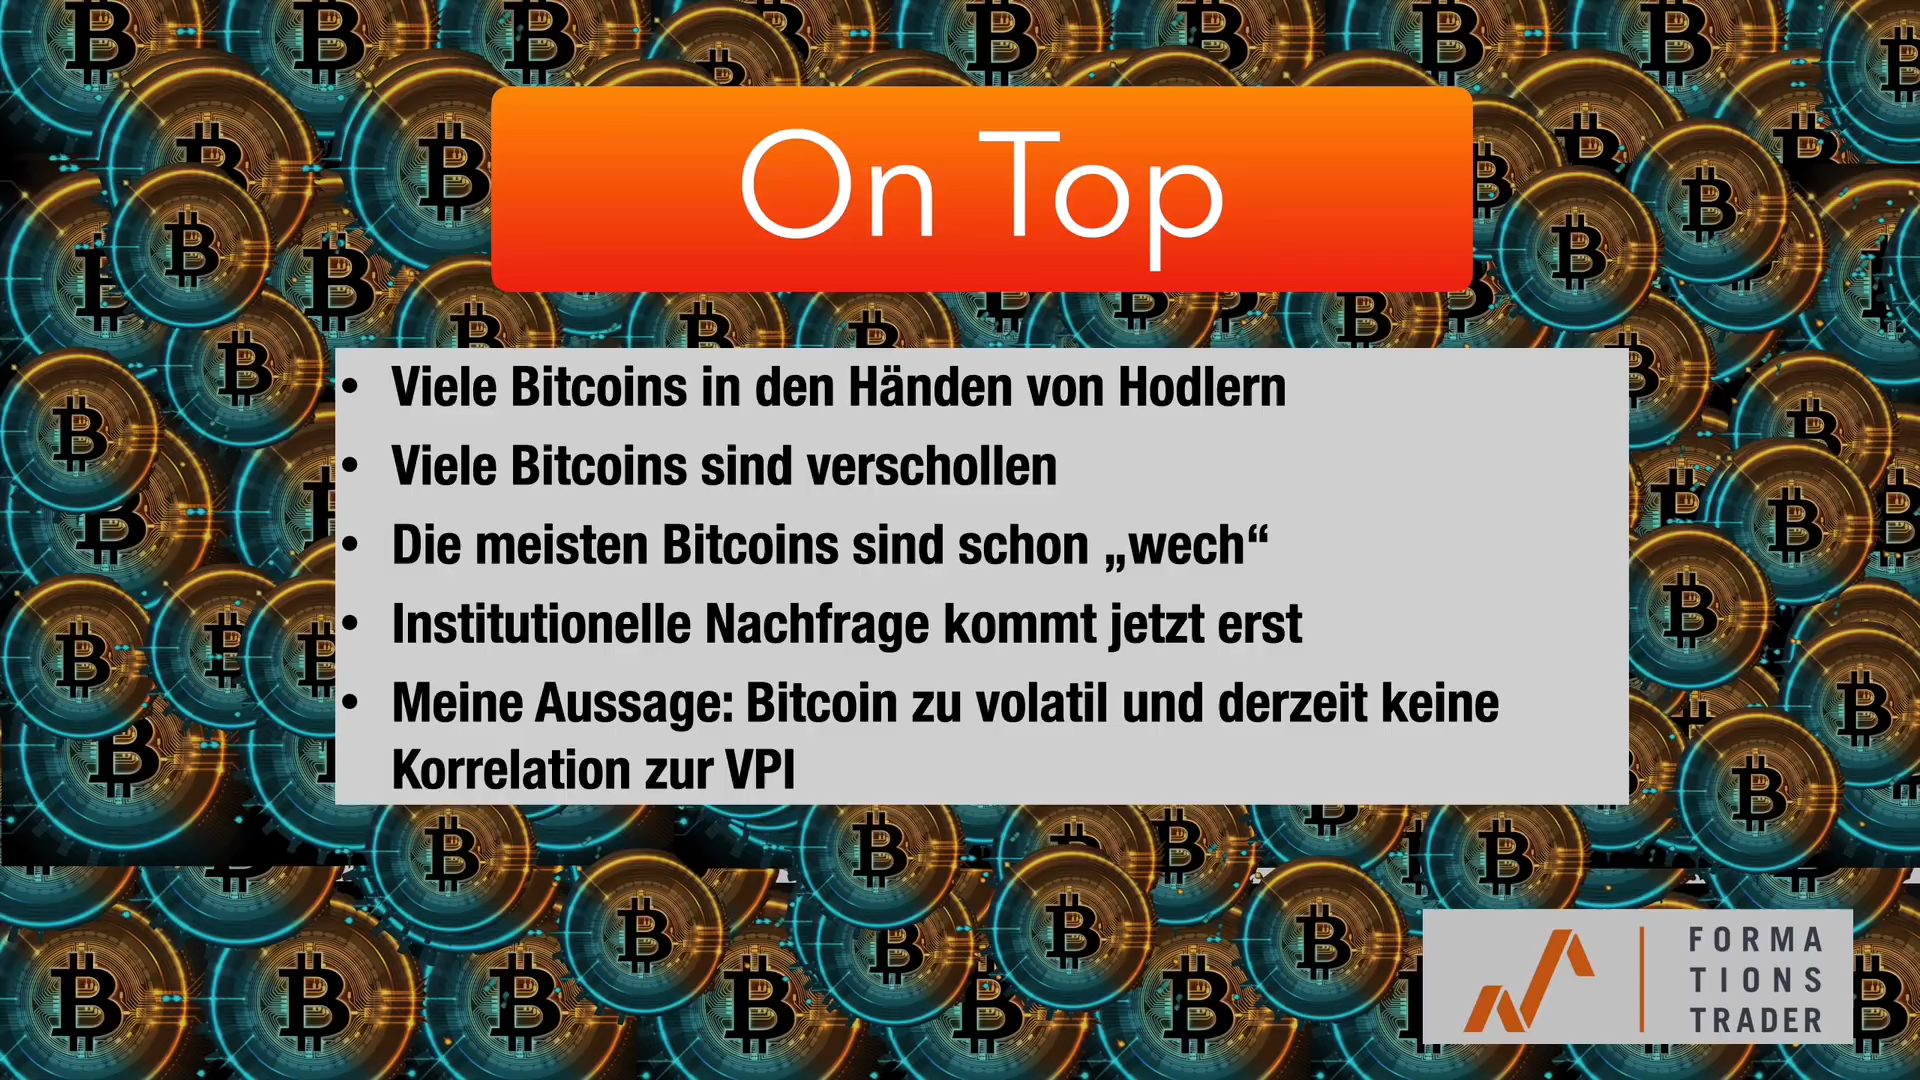 On Top
• Viele Bitcoins in den Händen von Hodlern
• Viele Bitcoins sind verschollen
• Die meisten Bitcoins sind schon „wech“
• Institutionelle Nachfrage kommt jetzt erst
• Meine Aussage: Bitcoin zu volatil und derzeit keine
Korrelation zur VPI
FORMA
TIONS
TRADER